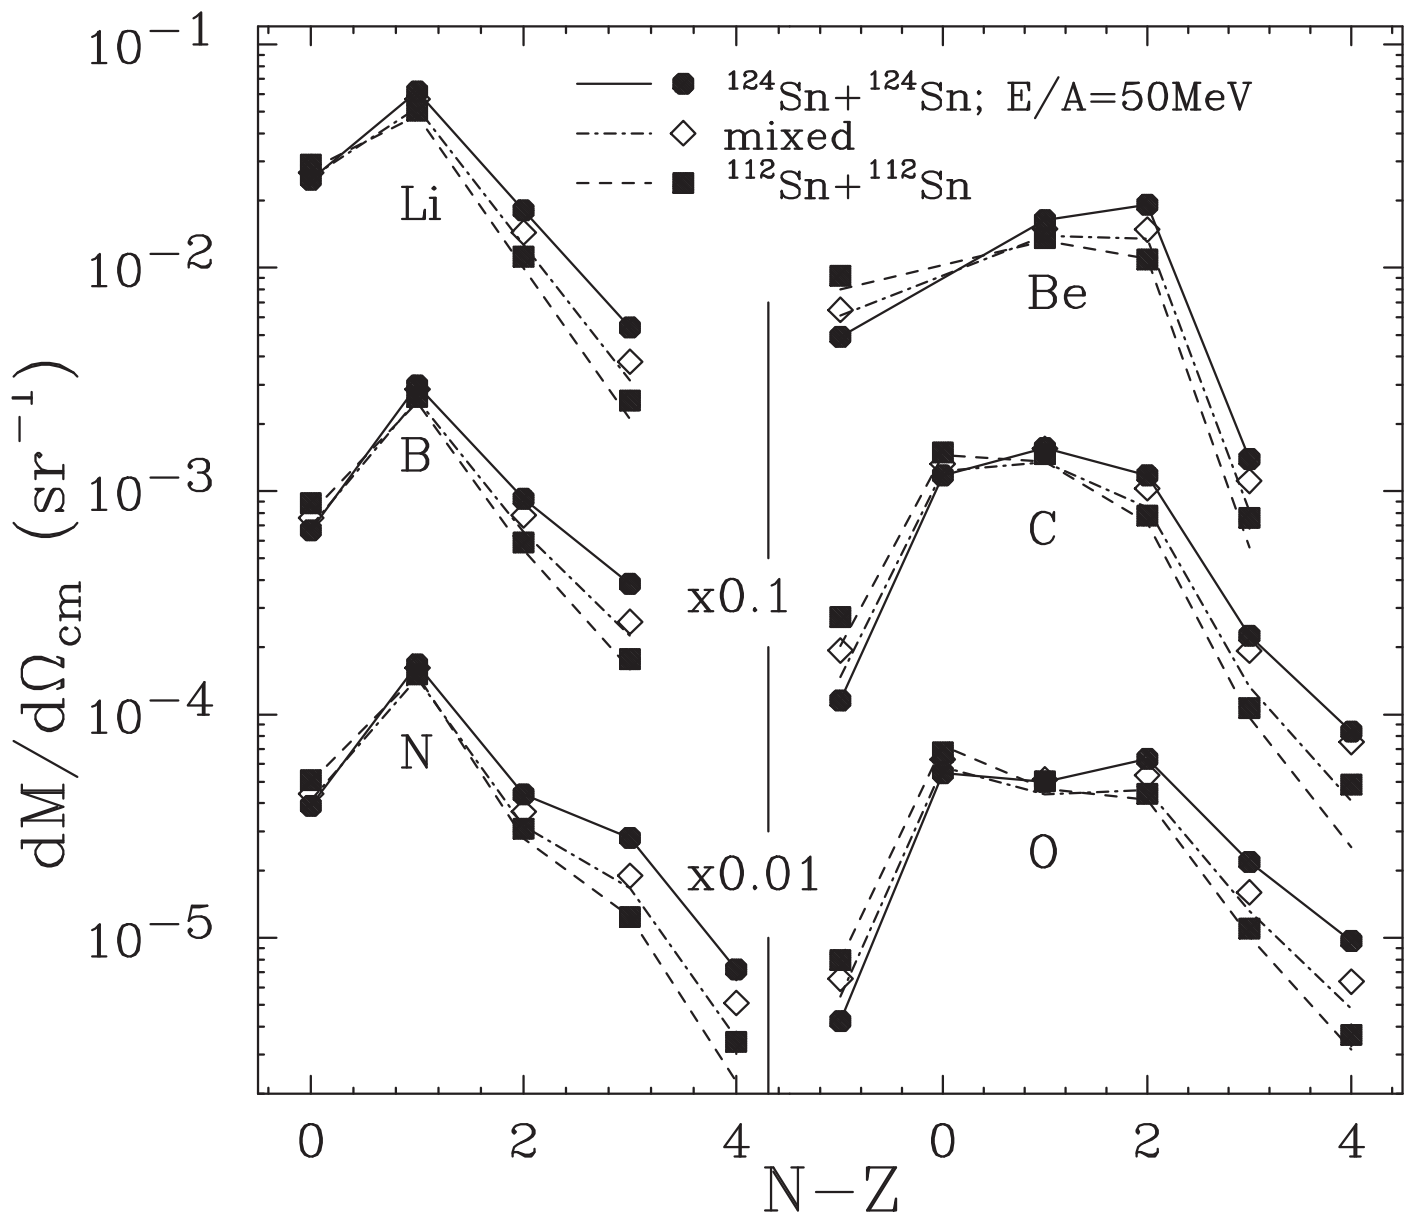 10⁻¹
10⁻²
10⁻³
10⁻⁴
10⁻⁵
dM/dΩcm (sr⁻¹)
¹²⁴Sn+¹²⁴Sn; E/A=50MeV
mixed
¹¹²Sn+¹¹²Sn
Li
Be
B
C
x0.1
N
O
x0.01
0 2 4 0 2 4
N−Z